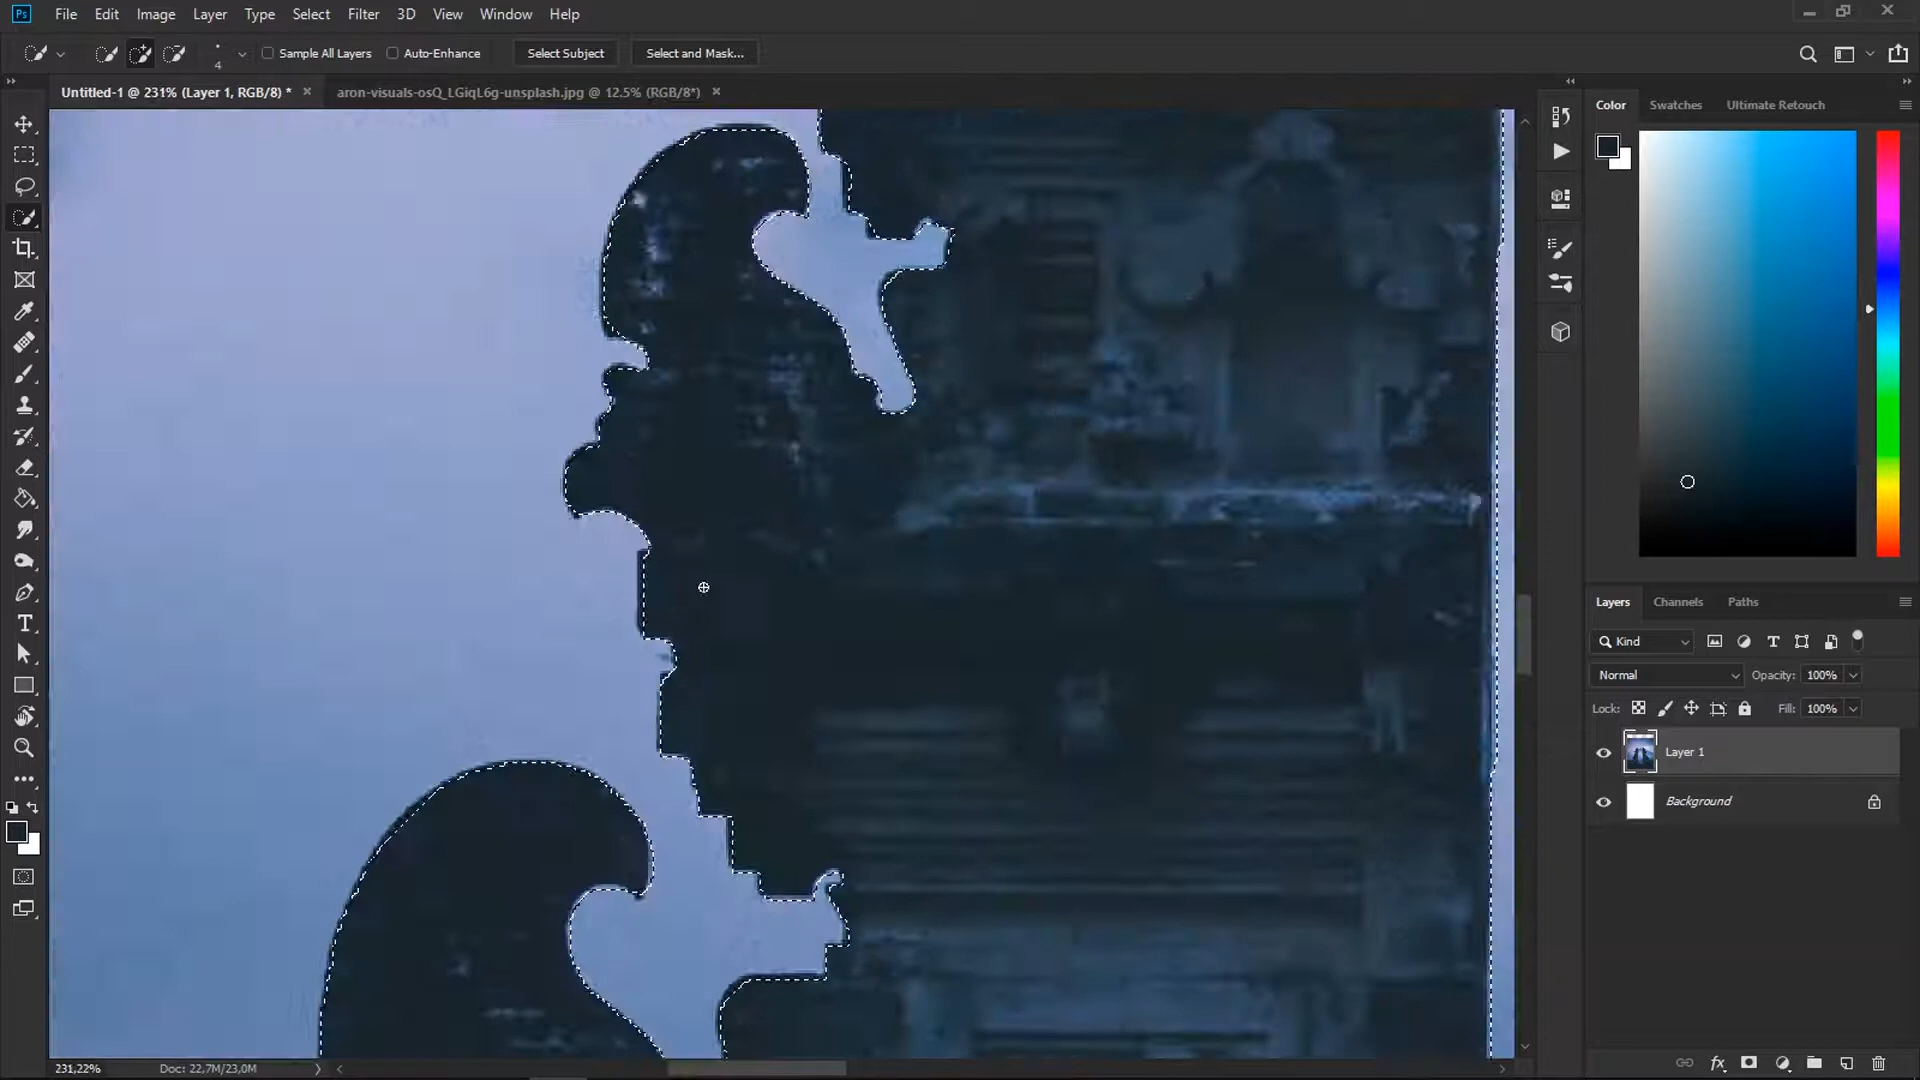 Ps File Edit Image Layer Type Select Filter 3D View Window Help
4 Sample All Layers Auto-Enhance Select Subject Select and Mask...
Untitled-1 @ 231% (Layer 1, RGB/8) * × aron-visuals-osQ_LGiqL6g-unsplash.jpg @ 12.5% (RGB/8*) ×
Color Swatches Ultimate Retouch
T
Layers Channels Paths
Kind T
Normal Opacity: 100%
Lock: Fill: 100%
Layer 1
Background
231,22% Doc: 22,7M/23,0M
fx